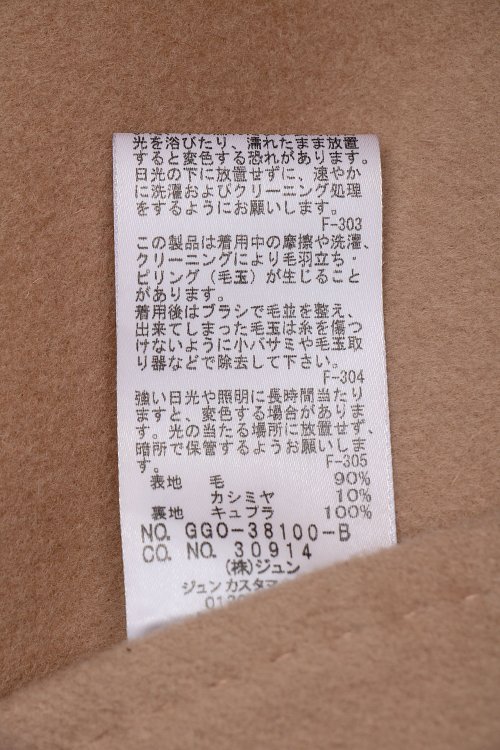 光を浴びたり、濡れたまま放置
すると変色する恐れがあります。
日光の下に放置せずに、速やか
に洗濯およびクリーニング処理
をするようにお願いします。
F-303
この製品は着用中の摩擦や洗濯、
クリーニングにより毛羽立ち・
ピリング（毛玉）が生じること
があります。
着用後はブラシで毛並を整え、
出来てしまった毛玉は糸を傷つ
けないように小バサミや毛玉取
り器などで除去して下さい。
F-304
強い日光や照明に長時間当たり
ますと、変色する場合がありま
す。光の当たる場所に放置せず、
暗所で保管するようお願いしま
す。 F-305
表地 毛 90%
カシミヤ 10%
裏地 キュプラ 100%
NO. GGO-38100-B
CO. NO. 30914
(株)ジュン
ジュン カスタマ